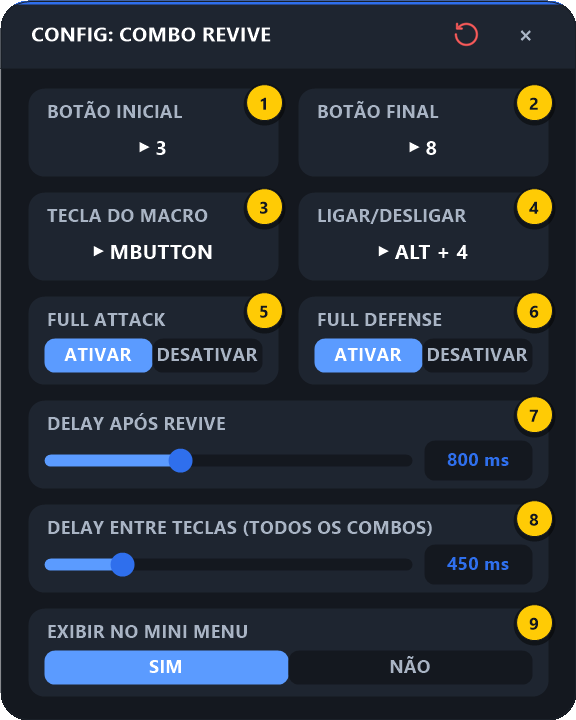 CONFIG: COMBO REVIVE ×
BOTÃO INICIAL 1
▶ 3
BOTÃO FINAL 2
▶ 8
TECLA DO MACRO 3
▶ MBUTTON
LIGAR/DESLIGAR 4
▶ ALT + 4
FULL ATTACK 5
ATIVAR DESATIVAR
FULL DEFENSE 6
ATIVAR DESATIVAR
DELAY APÓS REVIVE 7
800 ms
DELAY ENTRE TECLAS (TODOS OS COMBOS) 8
450 ms
EXIBIR NO MINI MENU 9
SIM NÃO